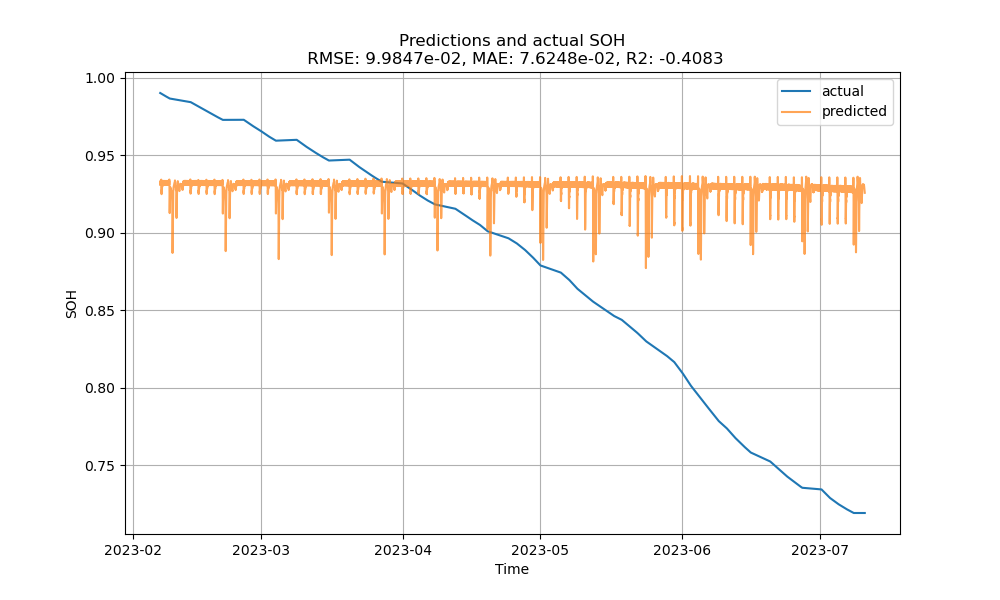 Predictions and actual SOH
RMSE: 9.9847e-02, MAE: 7.6248e-02, R2: -0.4083
actual
predicted
1.00
0.95
0.90
0.85
0.80
0.75
SOH
2023-02
2023-03
2023-04
2023-05
2023-06
2023-07
Time